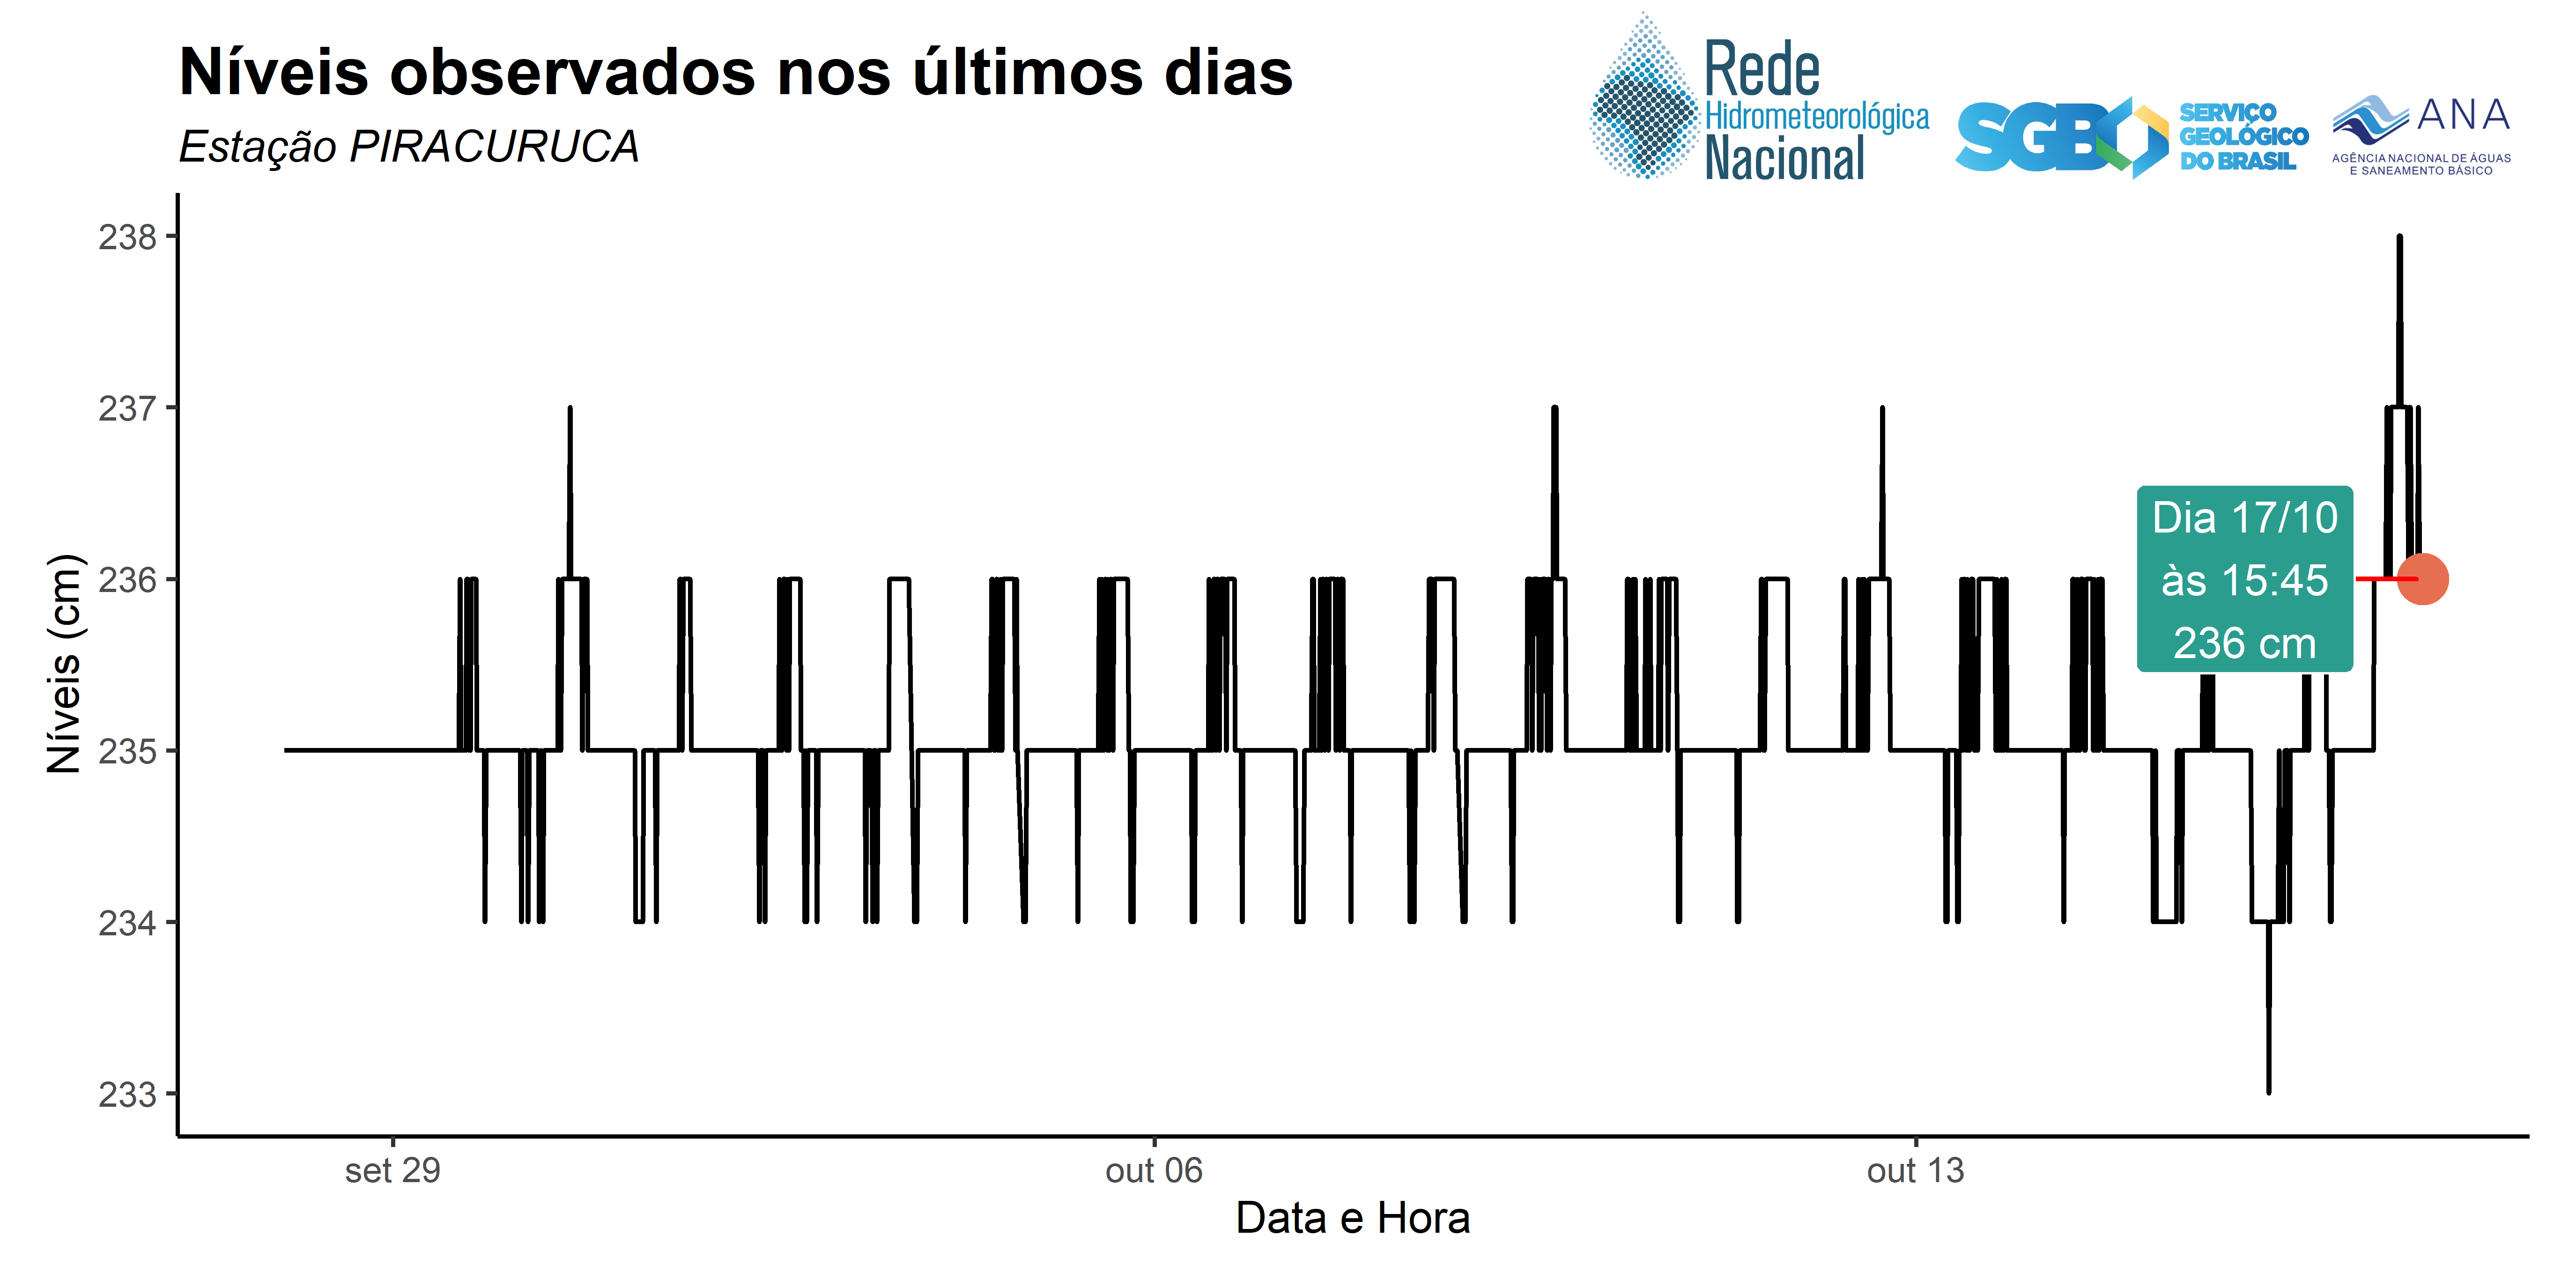 Níveis observados nos últimos dias
Estação PIRACURUCA
Rede
Hidrometeorológica
Nacional
SGB
SERVIÇO
GEOLÓGICO
DO BRASIL
ANA
AGÊNCIA NACIONAL DE ÁGUAS
E SANEAMENTO BÁSICO
Níveis (cm)
238
237
236
235
234
233
Dia 17/10
às 15:45
236 cm
set 29
out 06
out 13
Data e Hora